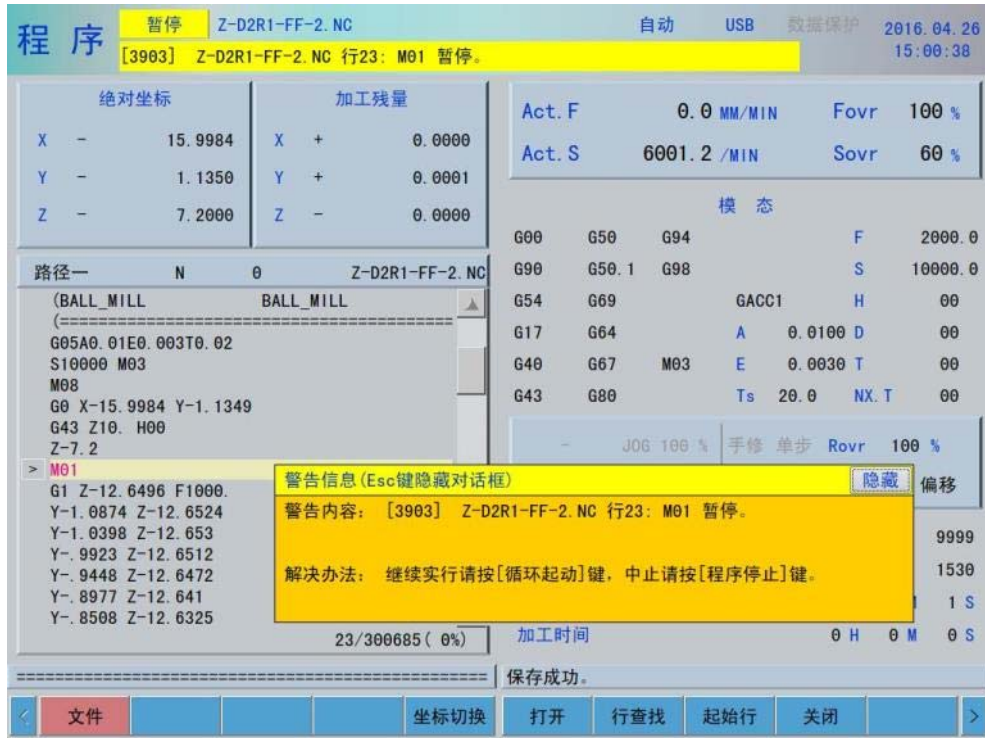 程 序
暂停 Z-D2R1-FF-2.NC 自动 USB 数据保护 2016.04.26
[3903] Z-D2R1-FF-2.NC 行23: M01 暂停。 15:00:38
绝对坐标 加工残量
X - 15.9984 X + 0.0000
Y - 1.1350 Y + 0.0001
Z - 7.2000 Z - 0.0000
Act.F 0.0 MM/MIN Fovr 100 %
Act.S 6001.2 /MIN Sovr 60 %
模 态
G00 G50 G94 F 2000.0
G90 G50.1 G98 S 10000.0
G54 G69 GACC1 H 00
G17 G64 A 0.0100 D 00
G40 G67 M03 E 0.0030 T 00
G43 G80 Ts 20.0 NX.T 00
路径一 N 0 Z-D2R1-FF-2.NC
(BALL_MILL BALL_MILL
(=========================================
G05A0.01E0.003T0.02
S10000 M03
M08
G0 X-15.9984 Y-1.1349
G43 Z10. H00
Z-7.2
> M01
G1 Z-12.6496 F1000.
Y-1.0874 Z-12.6524
Y-1.0398 Z-12.653
Y-.9923 Z-12.6512
Y-.9448 Z-12.6472
Y-.8977 Z-12.641
Y-.8508 Z-12.6325
23/300685( 0%)
- JOG 100 % 手修 单步 Rovr 100 %
偏移
警告信息(Esc键隐藏对话框) 隐藏
警告内容: [3903] Z-D2R1-FF-2.NC 行23: M01 暂停。
解决办法: 继续实行请按[循环起动]键,中止请按[程序停止]键。
9999
1530
1 S
加工时间 0 H 0 M 0 S
================================================= 保存成功。
< 文件 坐标切换 打开 行查找 起始行 关闭 >